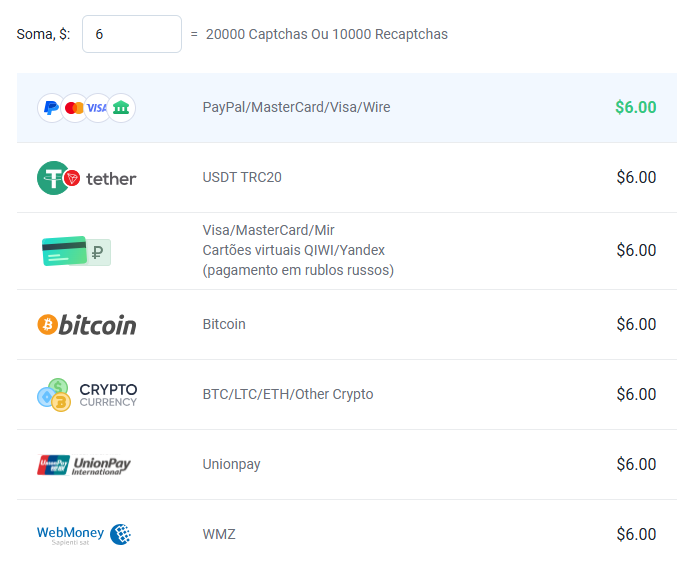 Soma, $: 6 = 20000 Captchas Ou 10000 Recaptchas
VISA PayPal/MasterCard/Visa/Wire $6.00
tether USDT TRC20 $6.00
Visa/MasterCard/Mir
₽ Cartões virtuais QIWI/Yandex $6.00
(pagamento em rublos russos)
bitcoin Bitcoin $6.00
CRYPTO
CURRENCY BTC/LTC/ETH/Other Crypto $6.00
UnionPay UnionPay
International Unionpay $6.00
WebMoney
Sapienti sat WMZ $6.00